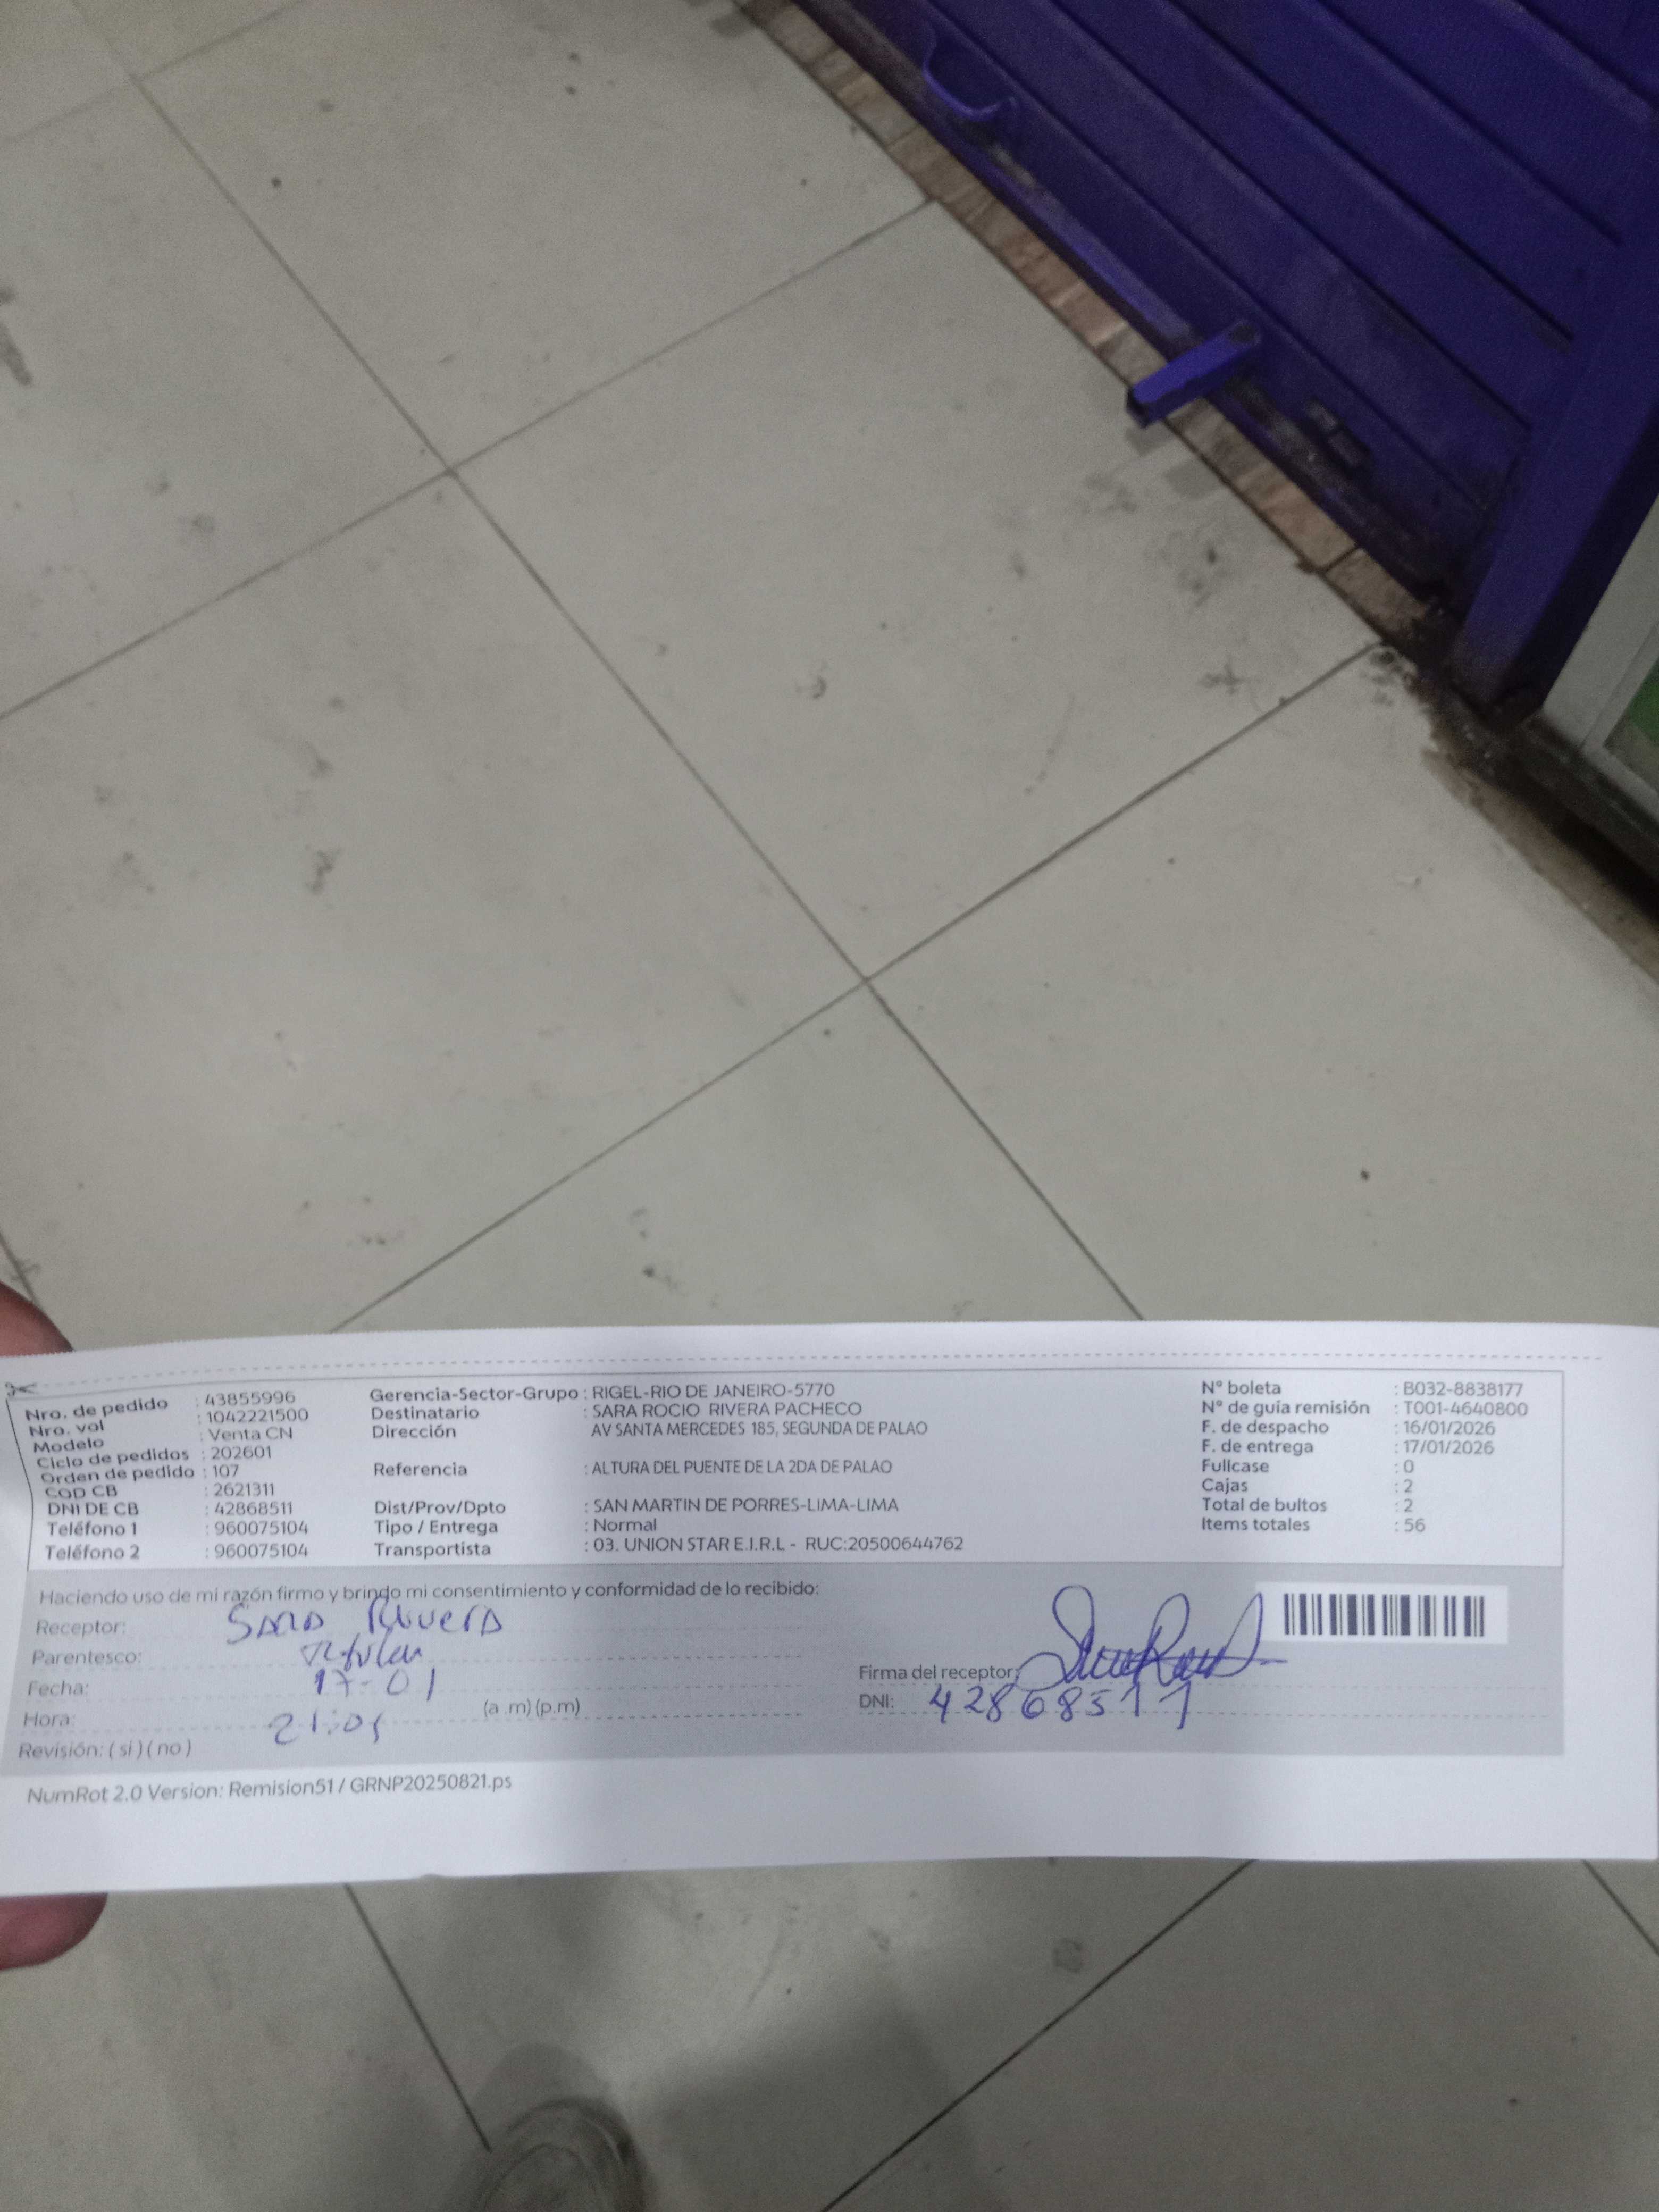 Nro. de pedido : 43855996
Nro. vol : 1042221500
Modelo : Venta CN
Ciclo de pedidos : 202601
Orden de pedido : 107
COD CB : 2621311
DNI DE CB : 42868511
Teléfono 1 : 960075104
Teléfono 2 : 960075104
Gerencia-Sector-Grupo : RIGEL-RIO DE JANEIRO-5770
Destinatario : SARA ROCIO RIVERA PACHECO
Dirección AV SANTA MERCEDES 185, SEGUNDA DE PALAO
Referencia : ALTURA DEL PUENTE DE LA 2DA DE PALAO
Dist/Prov/Dpto : SAN MARTIN DE PORRES-LIMA-LIMA
Tipo / Entrega : Normal
Transportista : 03. UNION STAR E.I.R.L - RUC:20500644762
N° boleta : B032-8838177
N° de guía remisión : T001-4640800
F. de despacho : 16/01/2026
F. de entrega : 17/01/2026
Fullcase : 0
Cajas : 2
Total de bultos : 2
Items totales : 56
Haciendo uso de mi razón firmo y brindo mi consentimiento y conformidad de lo recibido:
Receptor: Sara Rivera
Parentesco: Titular
Fecha: 17-01
Hora: (a .m) (p.m)
Revisión: ( si ) ( no )
Firma del receptor:
DNI: 42868511
NumRot 2.0 Version: Remision51 / GRNP20250821.ps